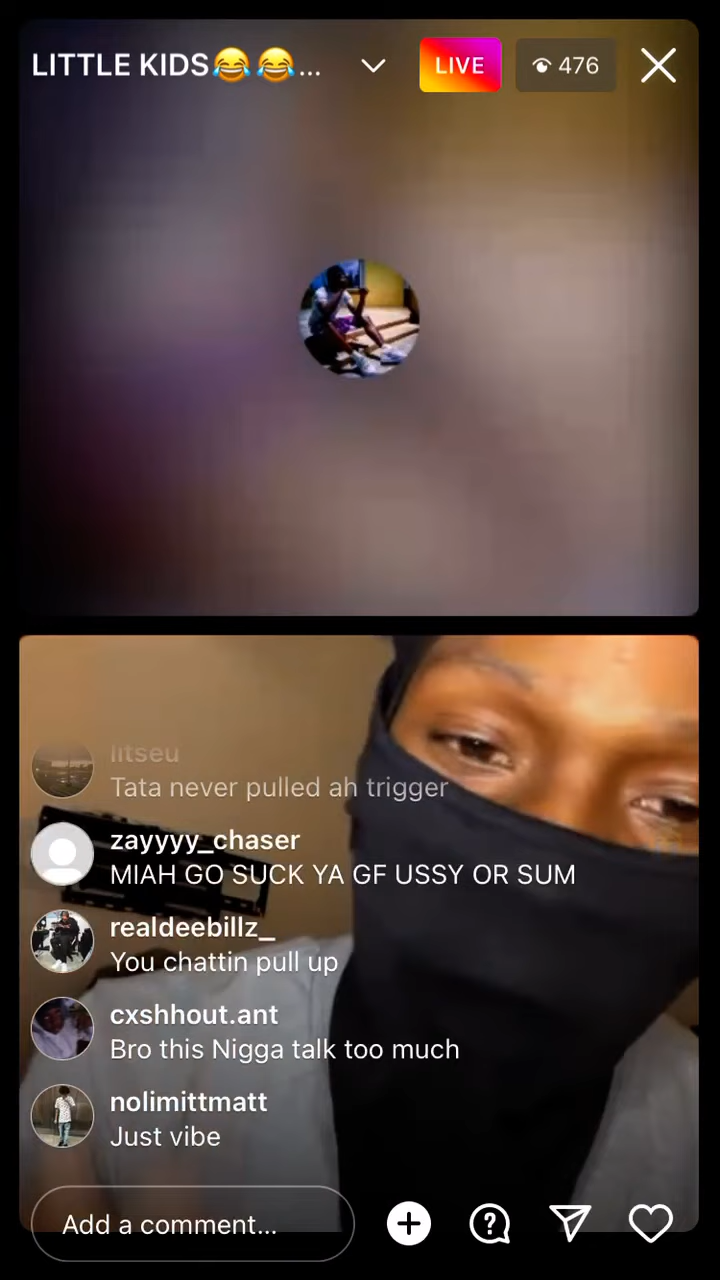 LITTLE KIDS😂😂...
LIVE
476
litseu
Tata never pulled ah trigger
zayyyy_chaser
MIAH GO SUCK YA GF USSY OR SUM
realdeebillz_
You chattin pull up
cxshhout.ant
Bro this Nigga talk too much
nolimittmatt
Just vibe
Add a comment...